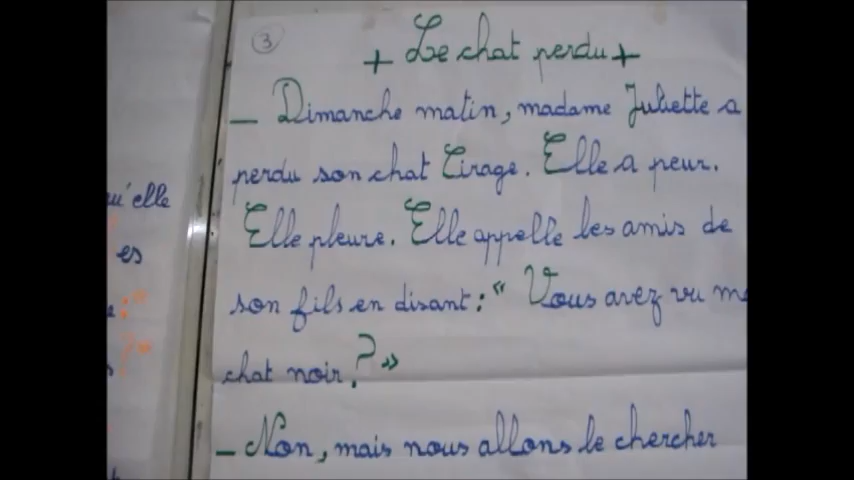 3
+ Le chat perdu +
— Dimanche matin, madame Juliette a
perdu son chat Tirage. Elle a peur.
Elle pleure. Elle appelle les amis de
son fils en disant : " Vous avez vu m
chat noir ? »
– Non, mais nous allons le chercher
u'elle
es
e : "
? "